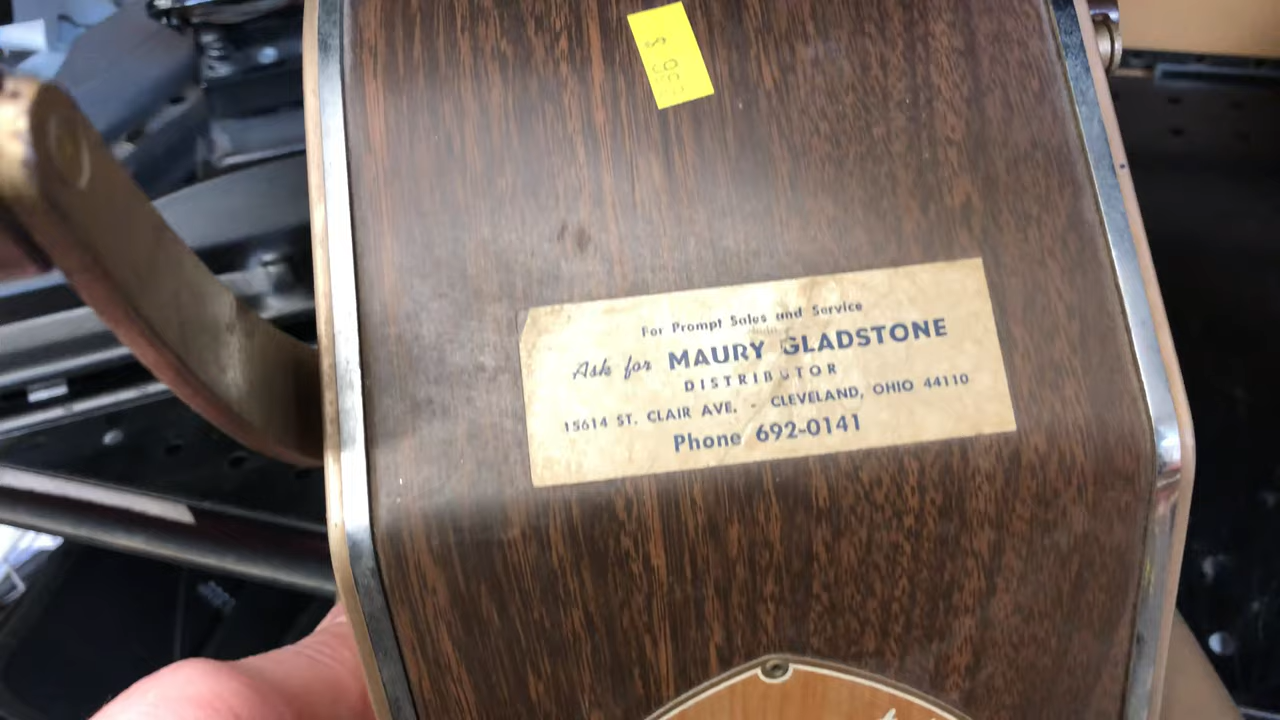 For Prompt Sales and Service
Ask for MAURY GLADSTONE
DISTRIBUTOR
15614 ST. CLAIR AVE. - CLEVELAND, OHIO 44110
Phone 692-0141